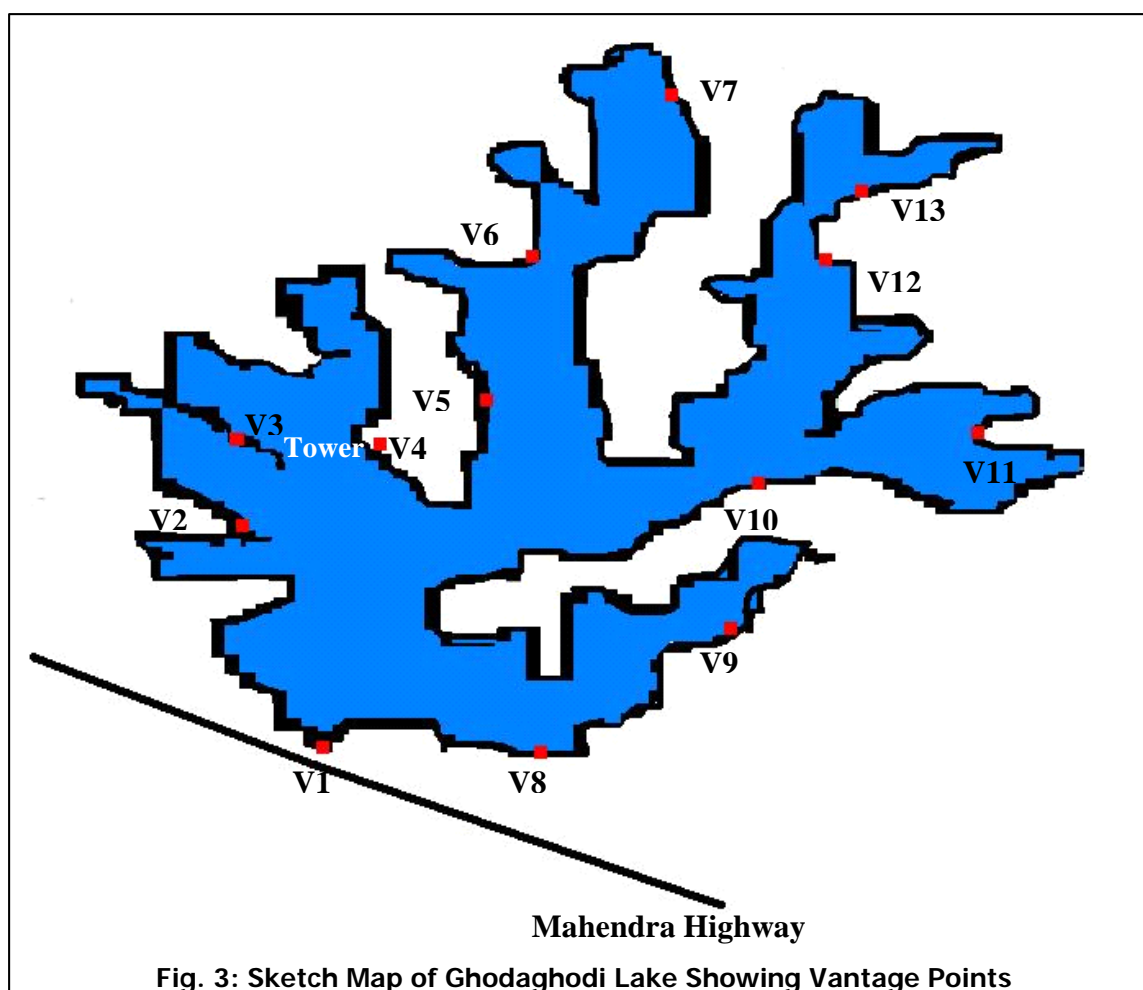 V7
V13
V6
V12
V5
V3
Tower
V4
V11
V2
V10
V9
V1
V8
Mahendra Highway
Fig. 3: Sketch Map of Ghodaghodi Lake Showing Vantage Points